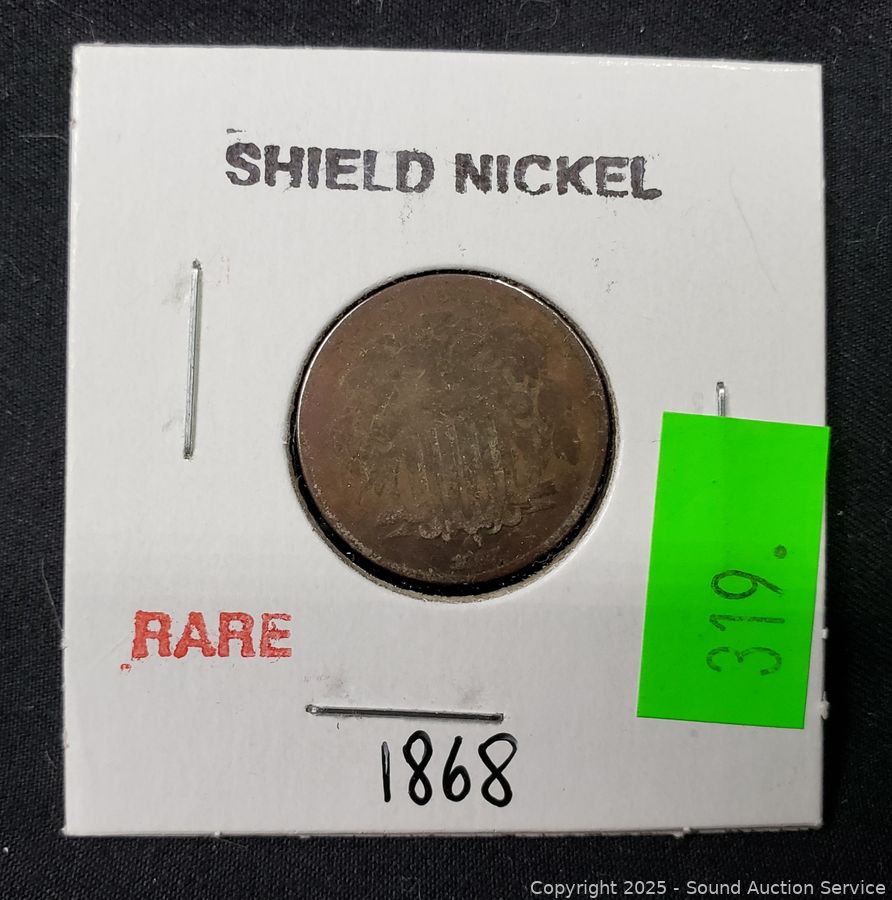 SHIELD NICKEL
319.
RARE
1868
Copyright 2025 - Sound Auction Service